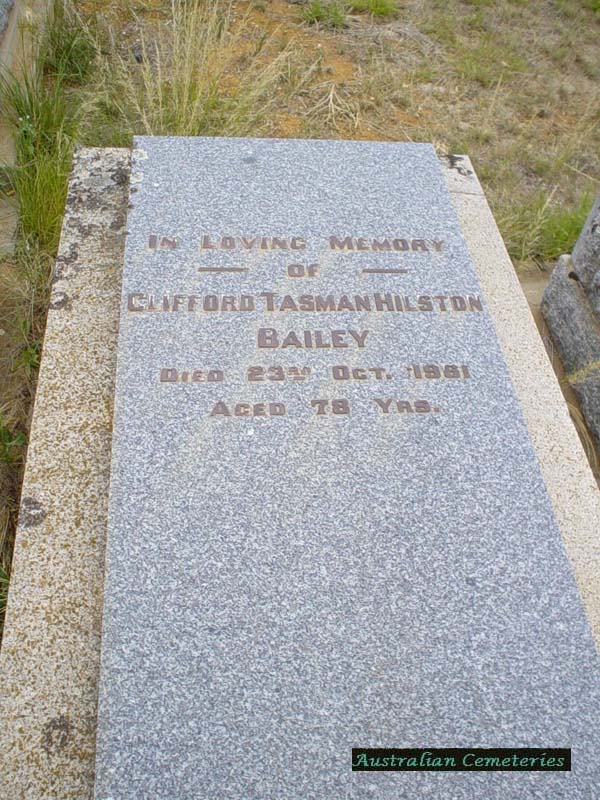 IN LOVING MEMORY
OF
CLIFFORD TASMAN HILSTON
BAILEY
DIED 23RD OCT. 1961
AGED 78 YRS.
Australian Cemeteries